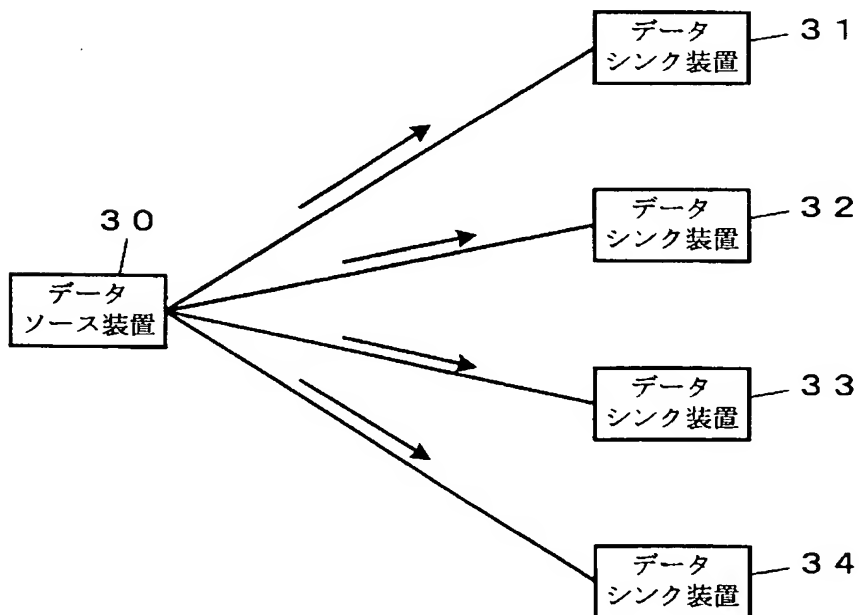 データ
シンク装置
３１
データ
シンク装置
３２
３０
データ
ソース装置
データ
シンク装置
３３
データ
シンク装置
３４